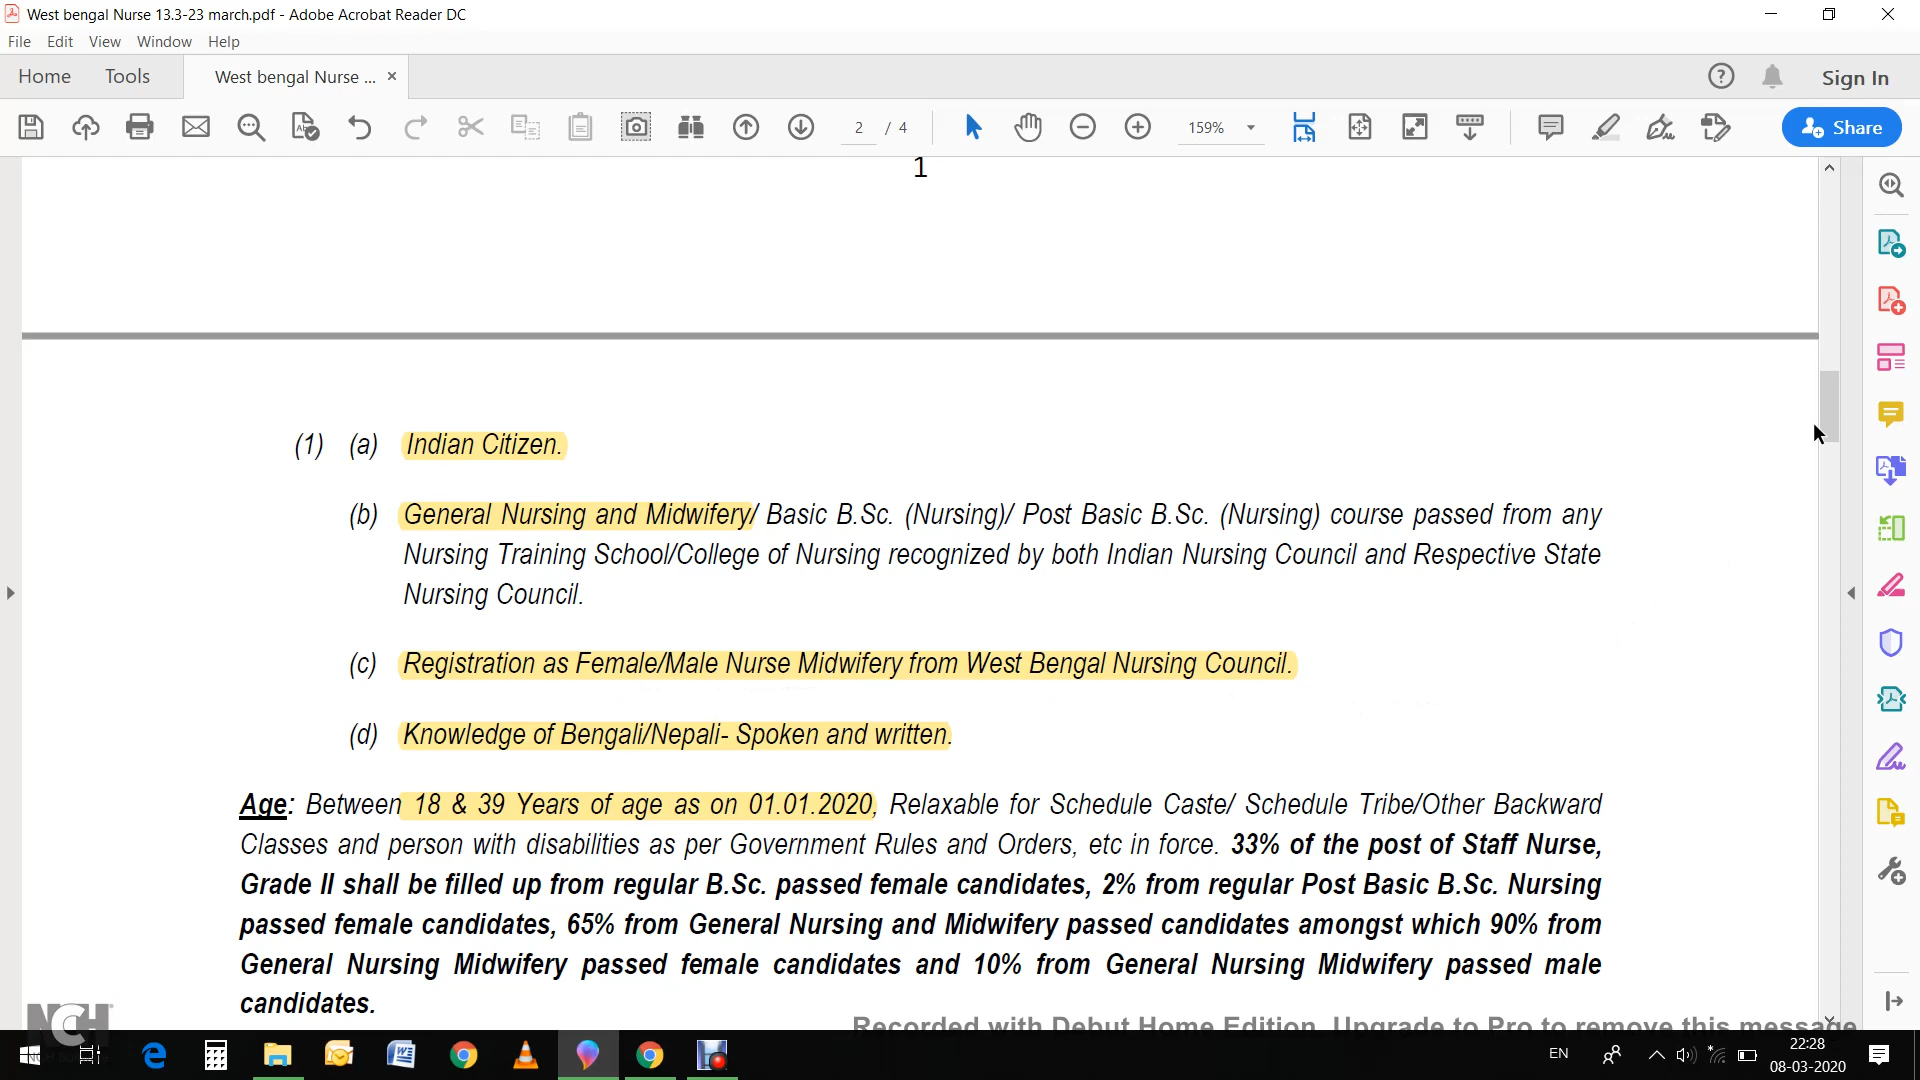 West bengal Nurse 13.3-23 march.pdf - Adobe Acrobat Reader DC
File Edit View Window Help
Home Tools West bengal Nurse ... × Sign In
2 / 4 159% Share
1
(1) (a) Indian Citizen.
(b) General Nursing and Midwifery/ Basic B.Sc. (Nursing)/ Post Basic B.Sc. (Nursing) course passed from any
Nursing Training School/College of Nursing recognized by both Indian Nursing Council and Respective State
Nursing Council.
(c) Registration as Female/Male Nurse Midwifery from West Bengal Nursing Council.
(d) Knowledge of Bengali/Nepali- Spoken and written.
Age: Between 18 & 39 Years of age as on 01.01.2020, Relaxable for Schedule Caste/ Schedule Tribe/Other Backward
Classes and person with disabilities as per Government Rules and Orders, etc in force. 33% of the post of Staff Nurse,
Grade II shall be filled up from regular B.Sc. passed female candidates, 2% from regular Post Basic B.Sc. Nursing
passed female candidates, 65% from General Nursing and Midwifery passed candidates amongst which 90% from
General Nursing Midwifery passed female candidates and 10% from General Nursing Midwifery passed male
candidates.
NCH
Recorded with Debut Home Edition. Upgrade to Pro to remove this message
EN 22:28
08-03-2020